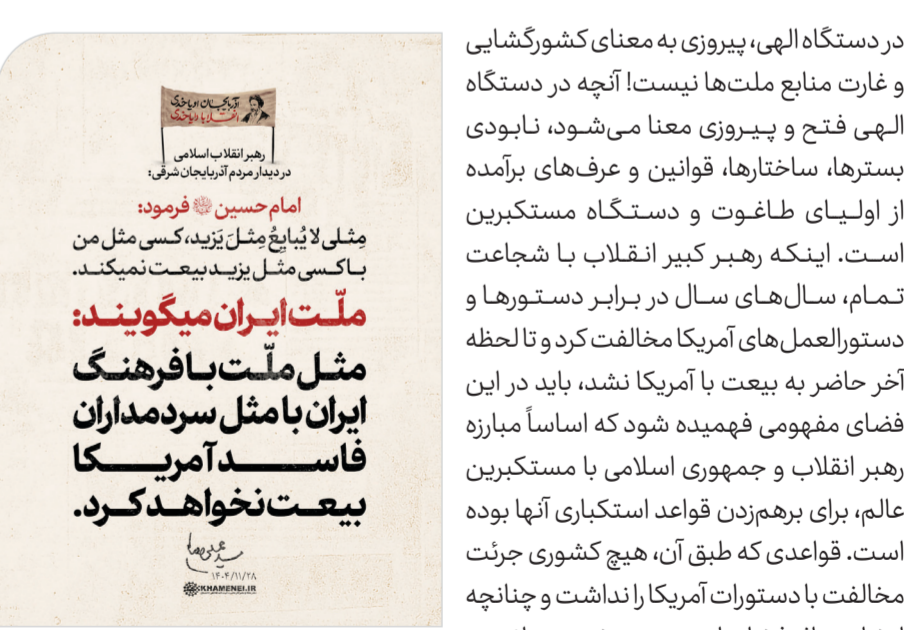 در دستگاه الهی، پیروزی به معنای کشورگشایی
و غارت منابع ملت‌ها نیست! آنچه در دستگاه
الهی فتح و پیروزی معنا می‌شود، نابودی
بسترها، ساختارها، قوانین و عرف‌های برآمده
از اولیای طاغوت و دستگاه مستکبرین
است. اینکه رهبر کبیر انقلاب با شجاعت
تمام، سال‌های سال در برابر دستورها و
دستورالعمل‌های آمریکا مخالفت کرد و تا لحظه
آخر حاضر به بیعت با آمریکا نشد، باید در این
فضای مفهومی فهمیده شود که اساساً مبارزه
رهبر انقلاب و جمهوری اسلامی با مستکبرین
عالم، برای برهم‌زدن قواعد استکباری آنها بوده
است. قواعدی که طبق آن، هیچ کشوری جرئت
مخالفت با دستورات آمریکا را نداشت و چنانچه
آذربایجان اویاخدی
انقلابا دایاخدی
رهبر انقلاب اسلامی
در دیدار مردم آذربایجان شرقی:
امام حسین فرمود:
مِثلی لا یُبایِعُ مِثلَ یَزید، کسی مثل من
با کسی مثل یزید بیعت نمیکند.
ملّت ایران میگویند:
مثل ملّت با فرهنگ
ایران با مثل سردمداران
فاسد آمریکا
بیعت نخواهد کرد.
۱۴۰۴/۱۱/۲۸
KHAMENEI.IR